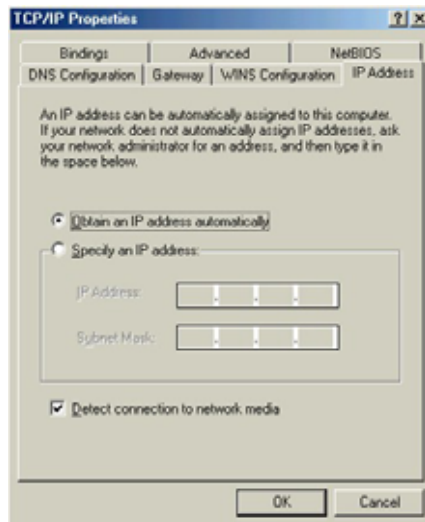 TCP/IP Properties
Bindings Advanced NetBIOS
DNS Configuration Gateway WINS Configuration IP Address
An IP address can be automatically assigned to this computer.
If your network does not automatically assign IP addresses, ask
your network administrator for an address, and then type it in
the space below.
Obtain an IP address automatically
Specify an IP address:
IP Address:
Subnet Mask:
Detect connection to network media
OK Cancel